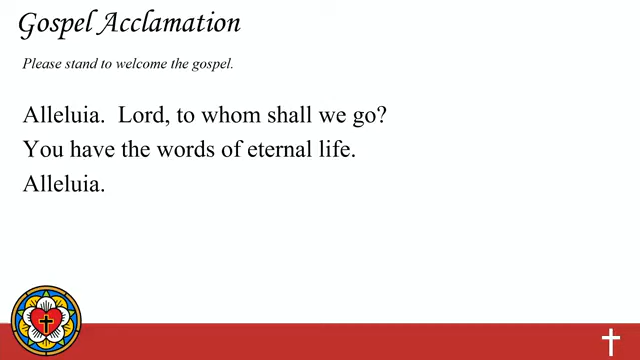 Gospel Acclamation
Please stand to welcome the gospel.
Alleluia.  Lord, to whom shall we go?
You have the words of eternal life.
Alleluia.